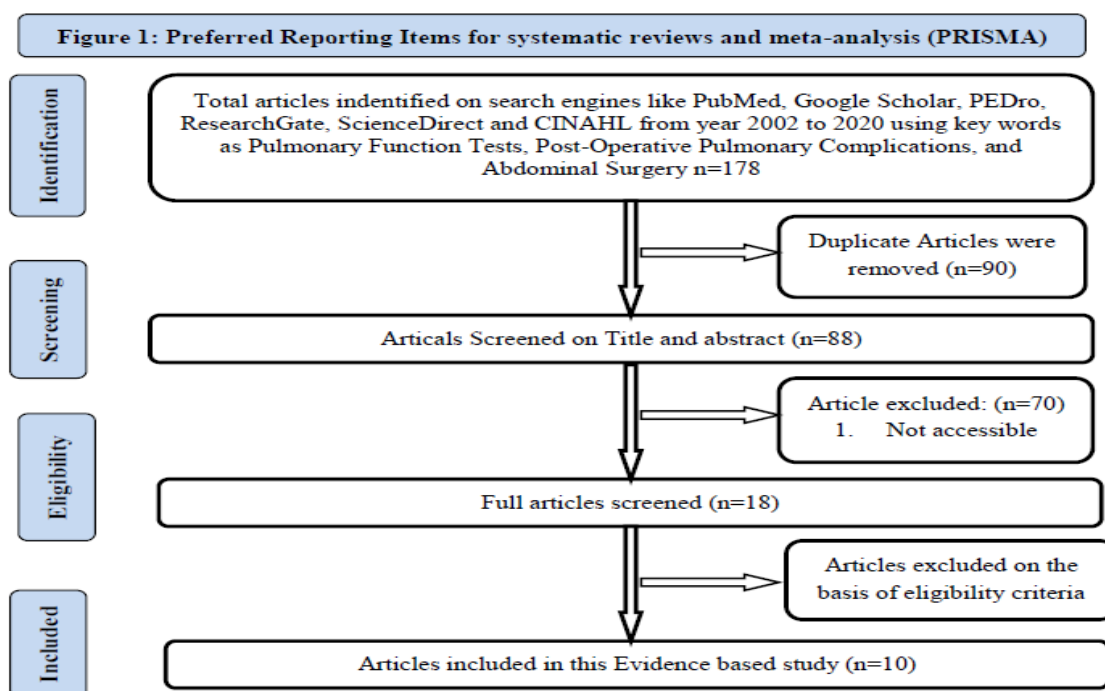 Figure 1: Preferred Reporting Items for systematic reviews and meta-analysis (PRISMA)
Identification
Total articles indentified on search engines like PubMed, Google Scholar, PEDro,
ResearchGate, ScienceDirect and CINAHL from year 2002 to 2020 using key words
as Pulmonary Function Tests, Post-Operative Pulmonary Complications, and
Abdominal Surgery n=178
Duplicate Articles were
removed (n=90)
Screening
Articals Screened on Title and abstract (n=88)
Article excluded: (n=70)
1. Not accessible
Eligibility
Full articles screened (n=18)
Articles excluded on the
basis of eligibility criteria
Included
Articles included in this Evidence based study (n=10)